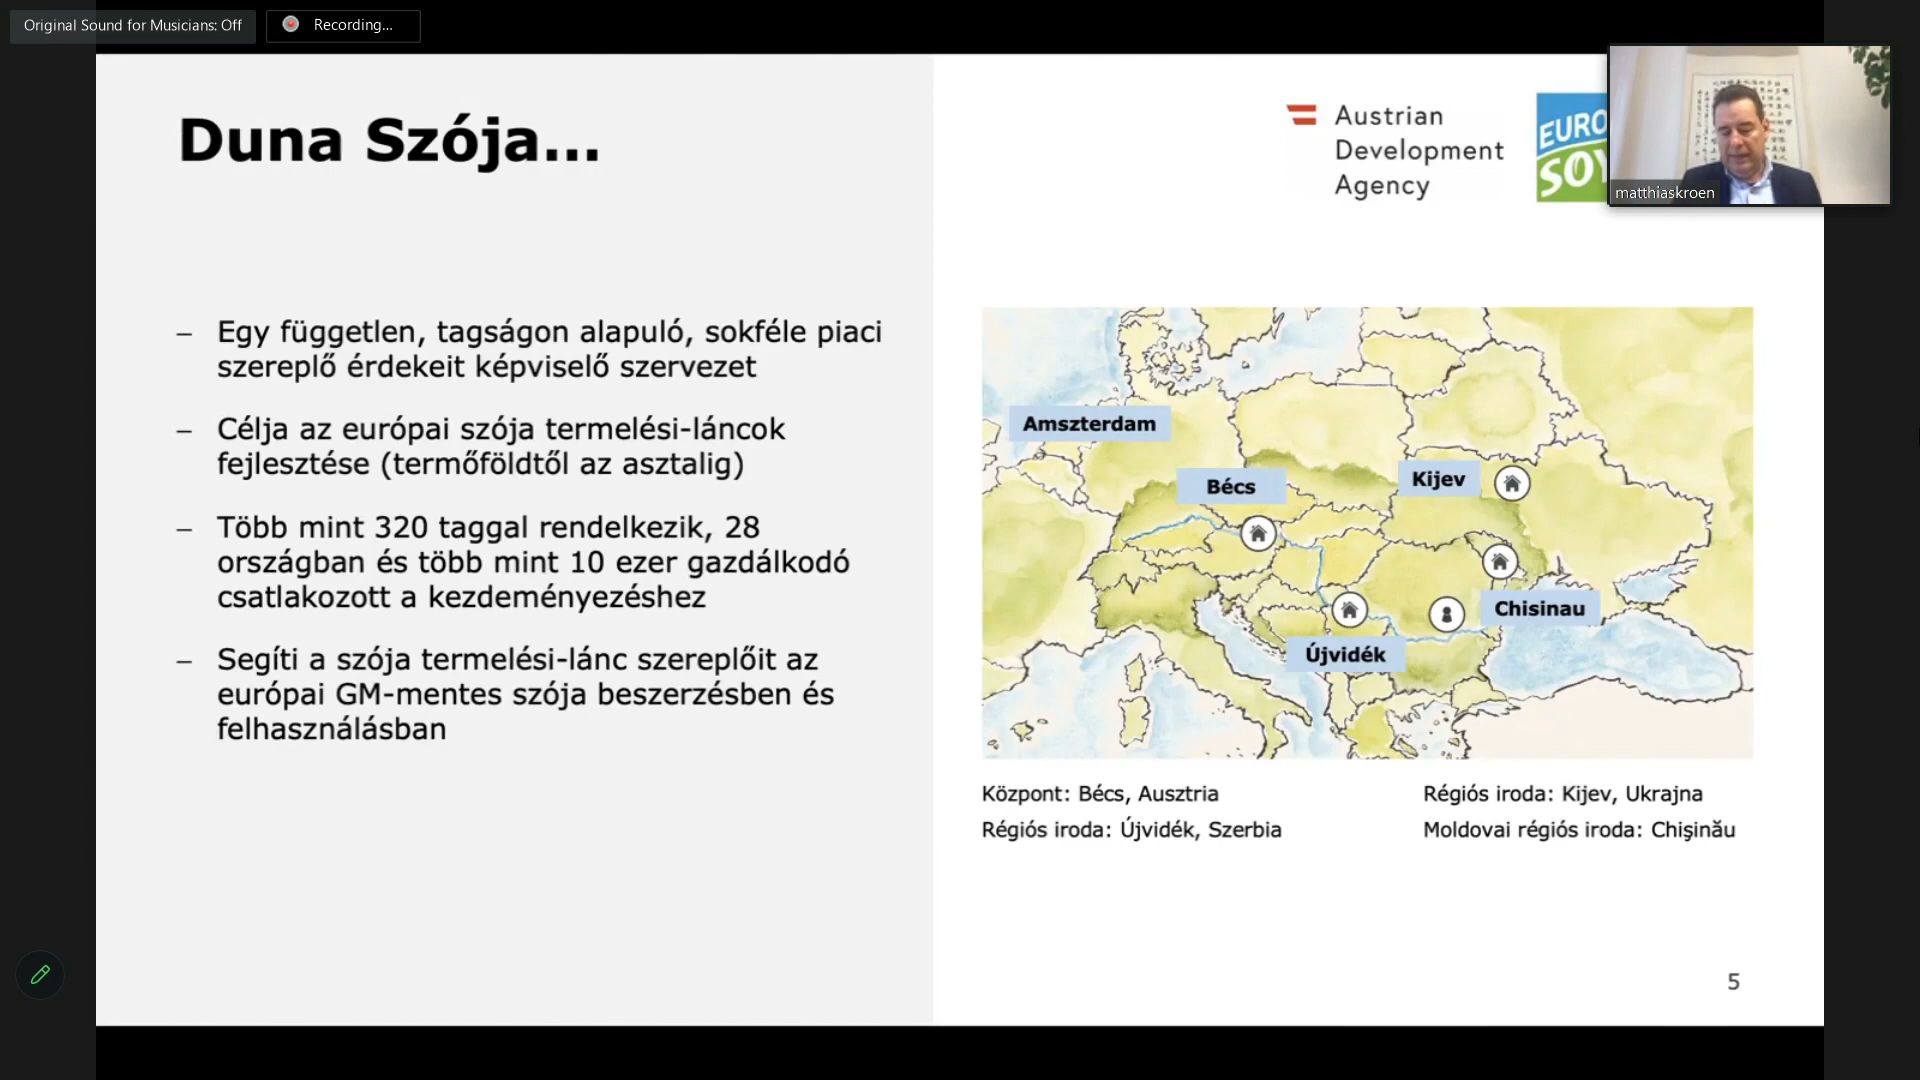 Original Sound for Musicians: Off
Recording...
Duna Szója...
Austrian
Development
Agency
EURO
matthiaskroen
– Egy független, tagságon alapuló, sokféle piaci
szereplő érdekeit képviselő szervezet
– Célja az európai szója termelési-láncok
fejlesztése (termőföldtől az asztalig)
– Több mint 320 taggal rendelkezik, 28
országban és több mint 10 ezer gazdálkodó
csatlakozott a kezdeményezéshez
– Segíti a szója termelési-lánc szereplőit az
európai GM-mentes szója beszerzésben és
felhasználásban
Amszterdam
Bécs
Kijev
Chisinau
Újvidék
Központ: Bécs, Ausztria
Régiós iroda: Újvidék, Szerbia
Régiós iroda: Kijev, Ukrajna
Moldovai régiós iroda: Chişinău
5